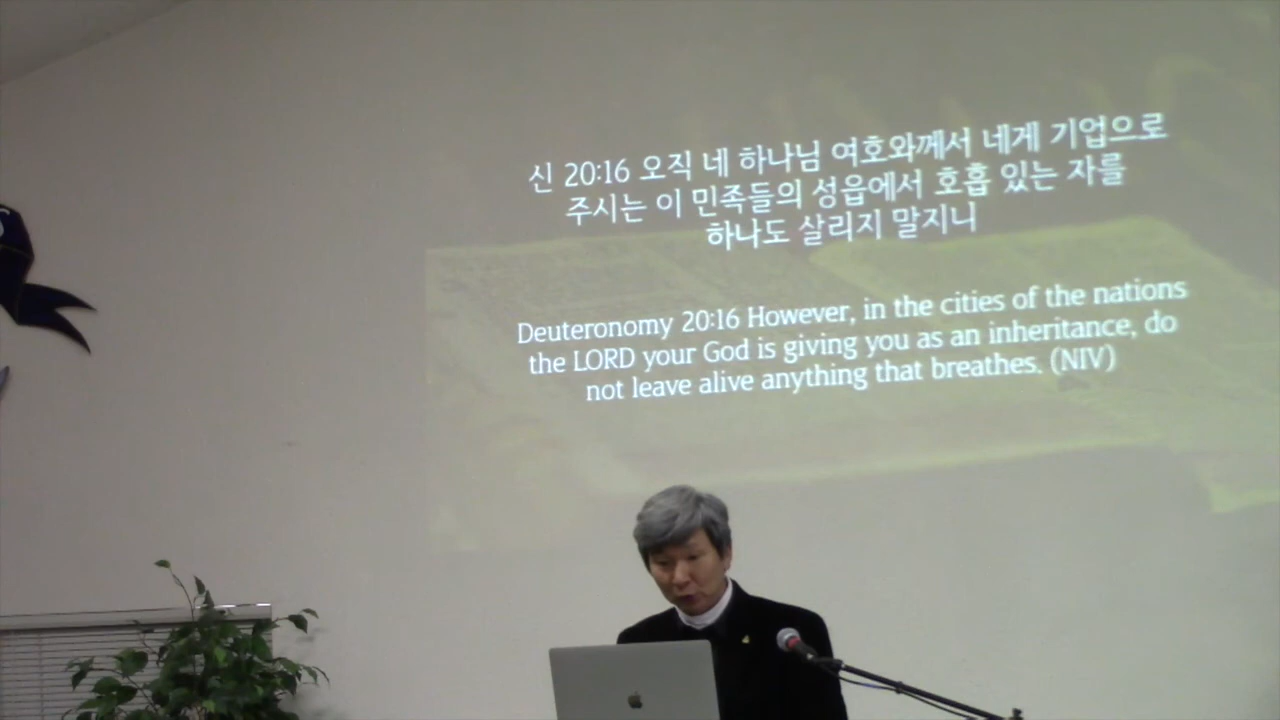 신 20:16 오직 네 하나님 여호와께서 네게 기업으로
주시는 이 민족들의 성읍에서 호흡 있는 자를
하나도 살리지 말지니
Deuteronomy 20:16 However, in the cities of the nations
the LORD your God is giving you as an inheritance, do
not leave alive anything that breathes. (NIV)